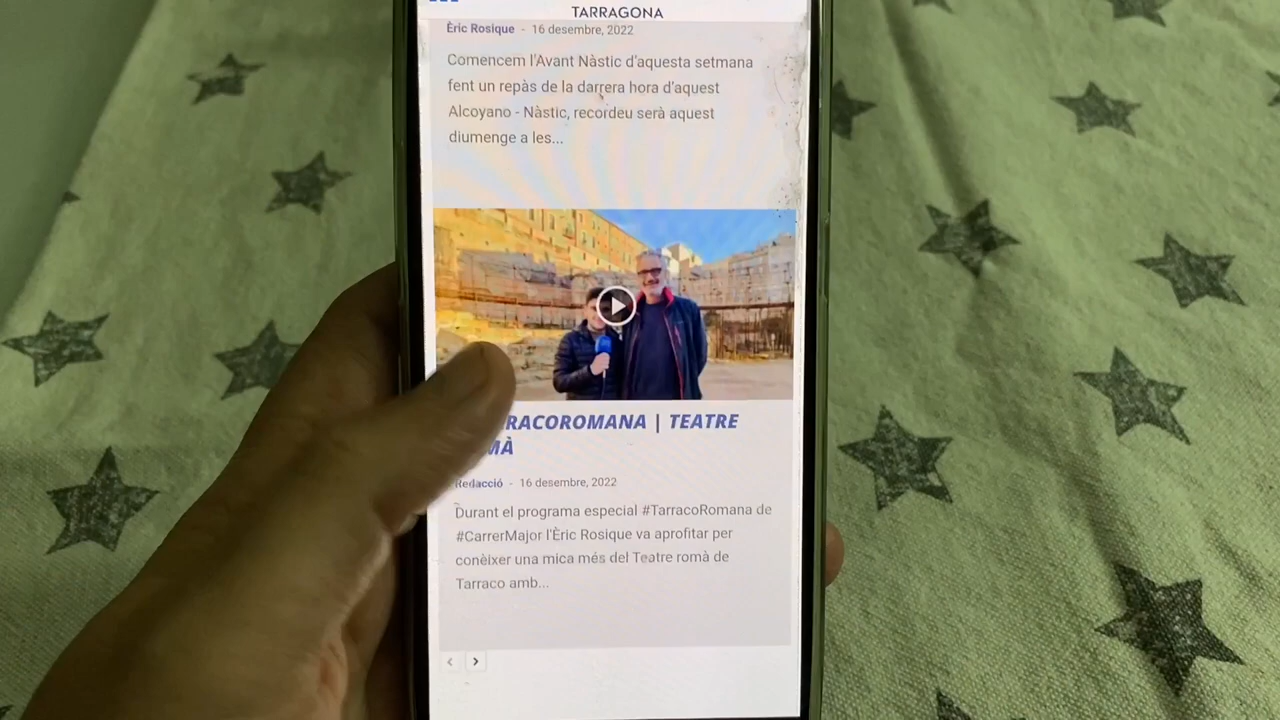 TARRAGONA
Èric Rosique - 16 desembre, 2022
Comencem l'Avant Nàstic d'aquesta setmana
fent un repàs de la darrera hora d'aquest
Alcoyano - Nàstic, recordeu serà aquest
diumenge a les...
RACOROMANA | TEATRE
MÀ
Redacció - 16 desembre, 2022
Durant el programa especial #TarracoRomana de
#CarrerMajor l'Èric Rosique va aprofitar per
conèixer una mica més del Teatre romà de
Tarraco amb...